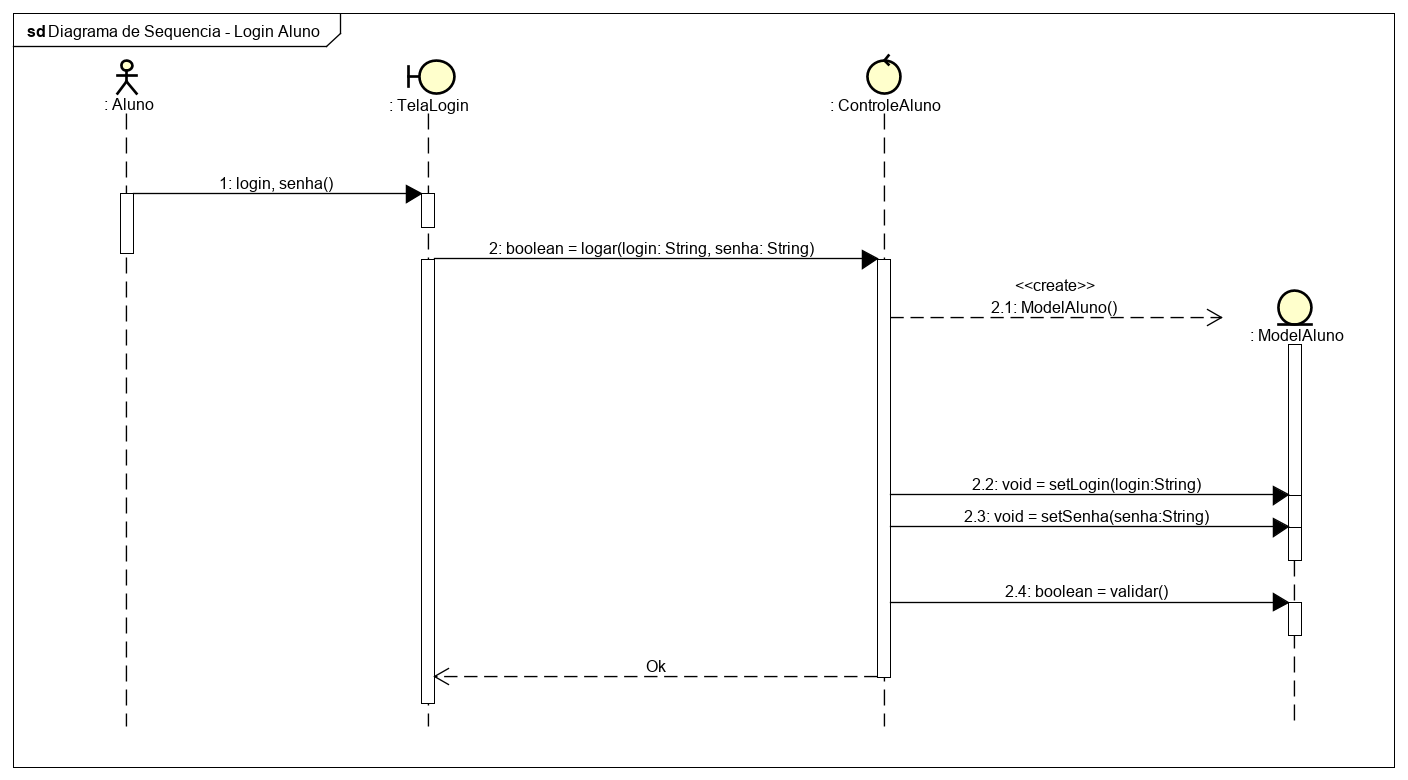 sd Diagrama de Sequencia - Login Aluno
: Aluno
: TelaLogin
: ControleAluno
1: login, senha()
2: boolean = logar(login: String, senha: String)
<<create>>
2.1: ModelAluno()
: ModelAluno
2.2: void = setLogin(login:String)
2.3: void = setSenha(senha:String)
2.4: boolean = validar()
Ok